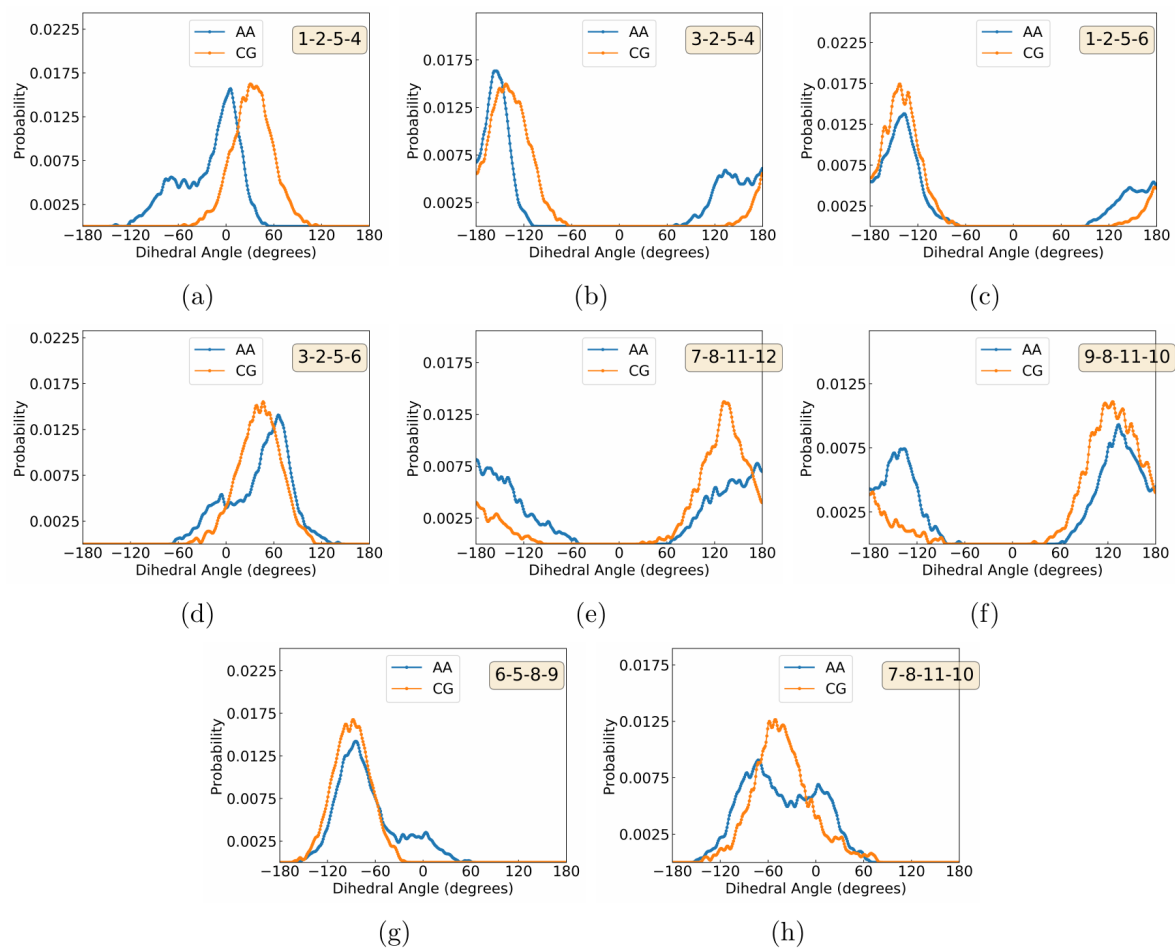 AA
CG
1-2-5-4
0.0225
0.0175
0.0125
0.0075
0.0025
Probability
−180 −120 −60 0 60 120 180
Dihedral Angle (degrees)
(a)
AA
CG
3-2-5-4
0.0175
0.0125
0.0075
0.0025
Probability
−180 −120 −60 0 60 120 180
Dihedral Angle (degrees)
(b)
AA
CG
1-2-5-6
0.0225
0.0175
0.0125
0.0075
0.0025
Probability
−180 −120 −60 0 60 120 180
Dihedral Angle (degrees)
(c)
AA
CG
3-2-5-6
0.0225
0.0175
0.0125
0.0075
0.0025
Probability
−180 −120 −60 0 60 120 180
Dihedral Angle (degrees)
(d)
AA
CG
7-8-11-12
0.0175
0.0125
0.0075
0.0025
Probability
−180 −120 −60 0 60 120 180
Dihedral Angle (degrees)
(e)
AA
CG
9-8-11-10
0.0125
0.0075
0.0025
Probability
−180 −120 −60 0 60 120 180
Dihedral Angle (degrees)
(f)
AA
CG
6-5-8-9
0.0225
0.0175
0.0125
0.0075
0.0025
Probability
−180 −120 −60 0 60 120 180
Dihedral Angle (degrees)
(g)
AA
CG
7-8-11-10
0.0175
0.0125
0.0075
0.0025
Probability
−180 −120 −60 0 60 120 180
Dihedral Angle (degrees)
(h)